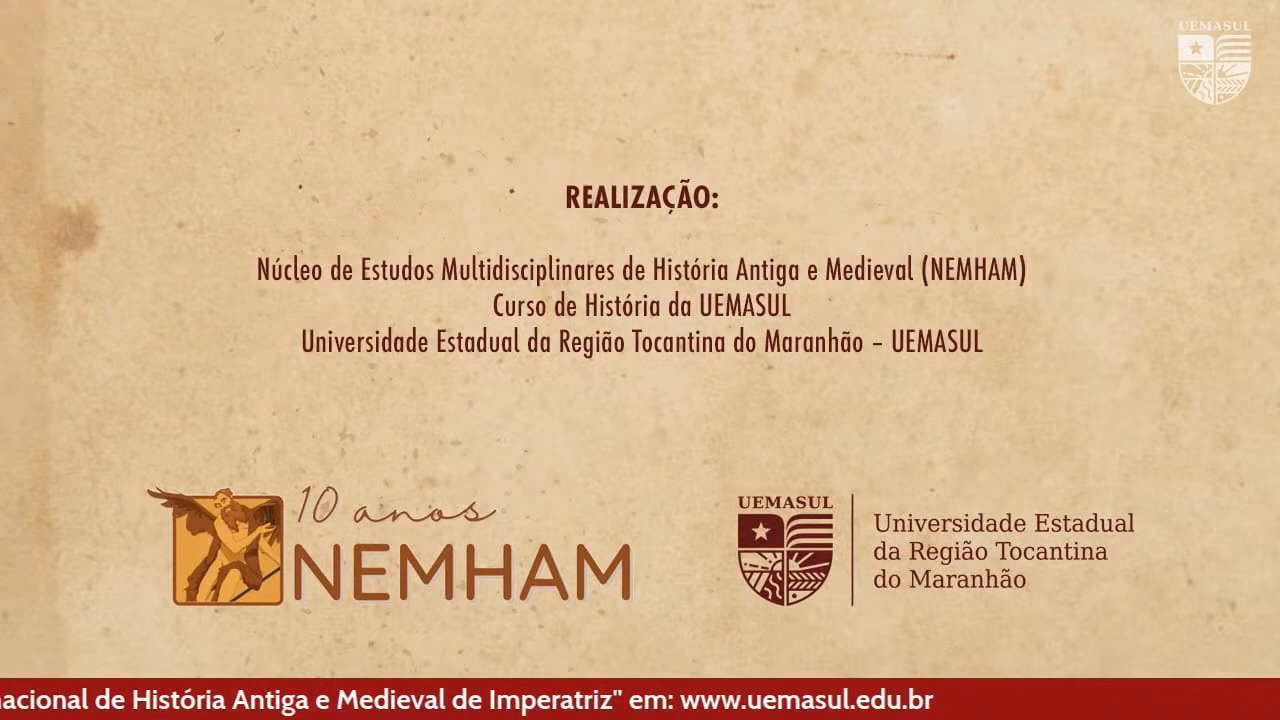 UEMASUL
REALIZAÇÃO:
Núcleo de Estudos Multidisciplinares de História Antiga e Medieval (NEMHAM)
Curso de História da UEMASUL
Universidade Estadual da Região Tocantina do Maranhão – UEMASUL
10 anos
NEMHAM
UEMASUL
Universidade Estadual
da Região Tocantina
do Maranhão
nacional de História Antiga e Medieval de Imperatriz" em: www.uemasul.edu.br